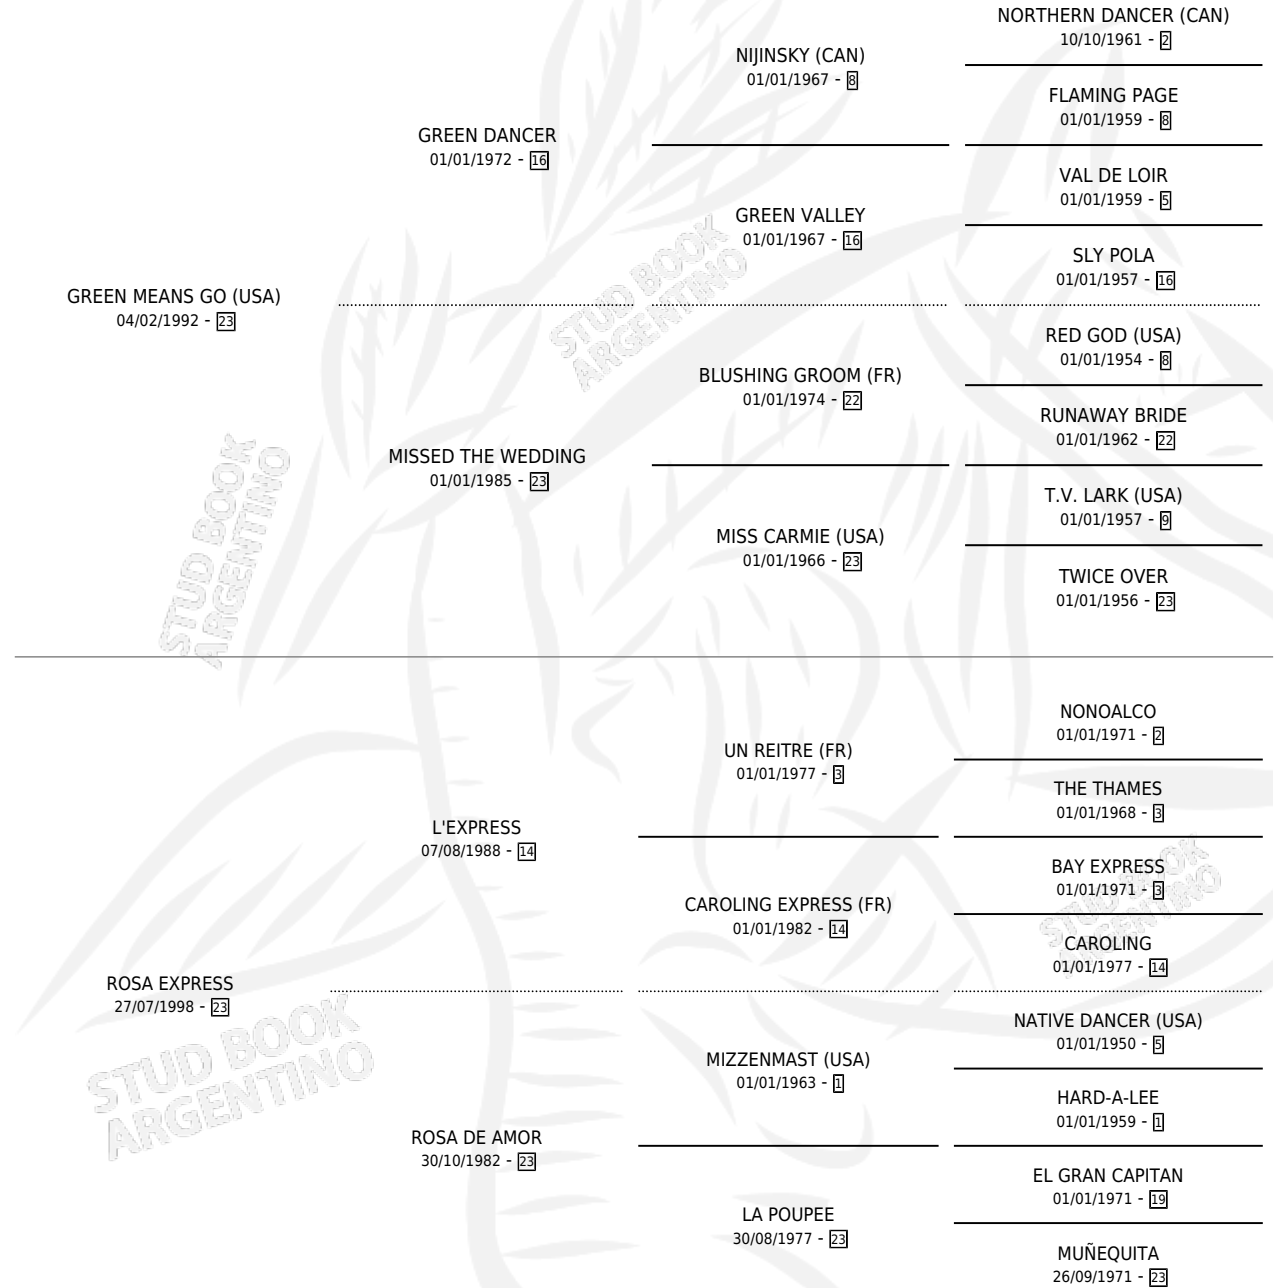 NORTHERN DANCER (CAN)
10/10/1961 - 2
NIJINSKY (CAN)
01/01/1967 - 8
FLAMING PAGE
01/01/1959 - 8
GREEN DANCER
01/01/1972 - 16
VAL DE LOIR
01/01/1959 - 5
GREEN VALLEY
01/01/1967 - 16
SLY POLA
01/01/1957 - 16
GREEN MEANS GO (USA)
04/02/1992 - 23
RED GOD (USA)
01/01/1954 - 8
BLUSHING GROOM (FR)
01/01/1974 - 22
RUNAWAY BRIDE
01/01/1962 - 22
MISSED THE WEDDING
01/01/1985 - 23
T.V. LARK (USA)
01/01/1957 - 9
MISS CARMIE (USA)
01/01/1966 - 23
TWICE OVER
01/01/1956 - 23
NONOALCO
01/01/1971 - 2
UN REITRE (FR)
01/01/1977 - 3
THE THAMES
01/01/1968 - 3
L'EXPRESS
07/08/1988 - 14
BAY EXPRESS
01/01/1971 - 3
CAROLING EXPRESS (FR)
01/01/1982 - 14
CAROLING
01/01/1977 - 14
ROSA EXPRESS
27/07/1998 - 23
NATIVE DANCER (USA)
01/01/1950 - 5
MIZZENMAST (USA)
01/01/1963 - 1
HARD-A-LEE
01/01/1959 - 1
ROSA DE AMOR
30/10/1982 - 23
EL GRAN CAPITAN
01/01/1971 - 19
LA POUPEE
30/08/1977 - 23
MUÑEQUITA
26/09/1971 - 23
STUD BOOK
ARGENTINO
STUD BOOK
ARGENTINO
STUD BOOK
ARGENTINO
STUD BOOK
ARGENTINO